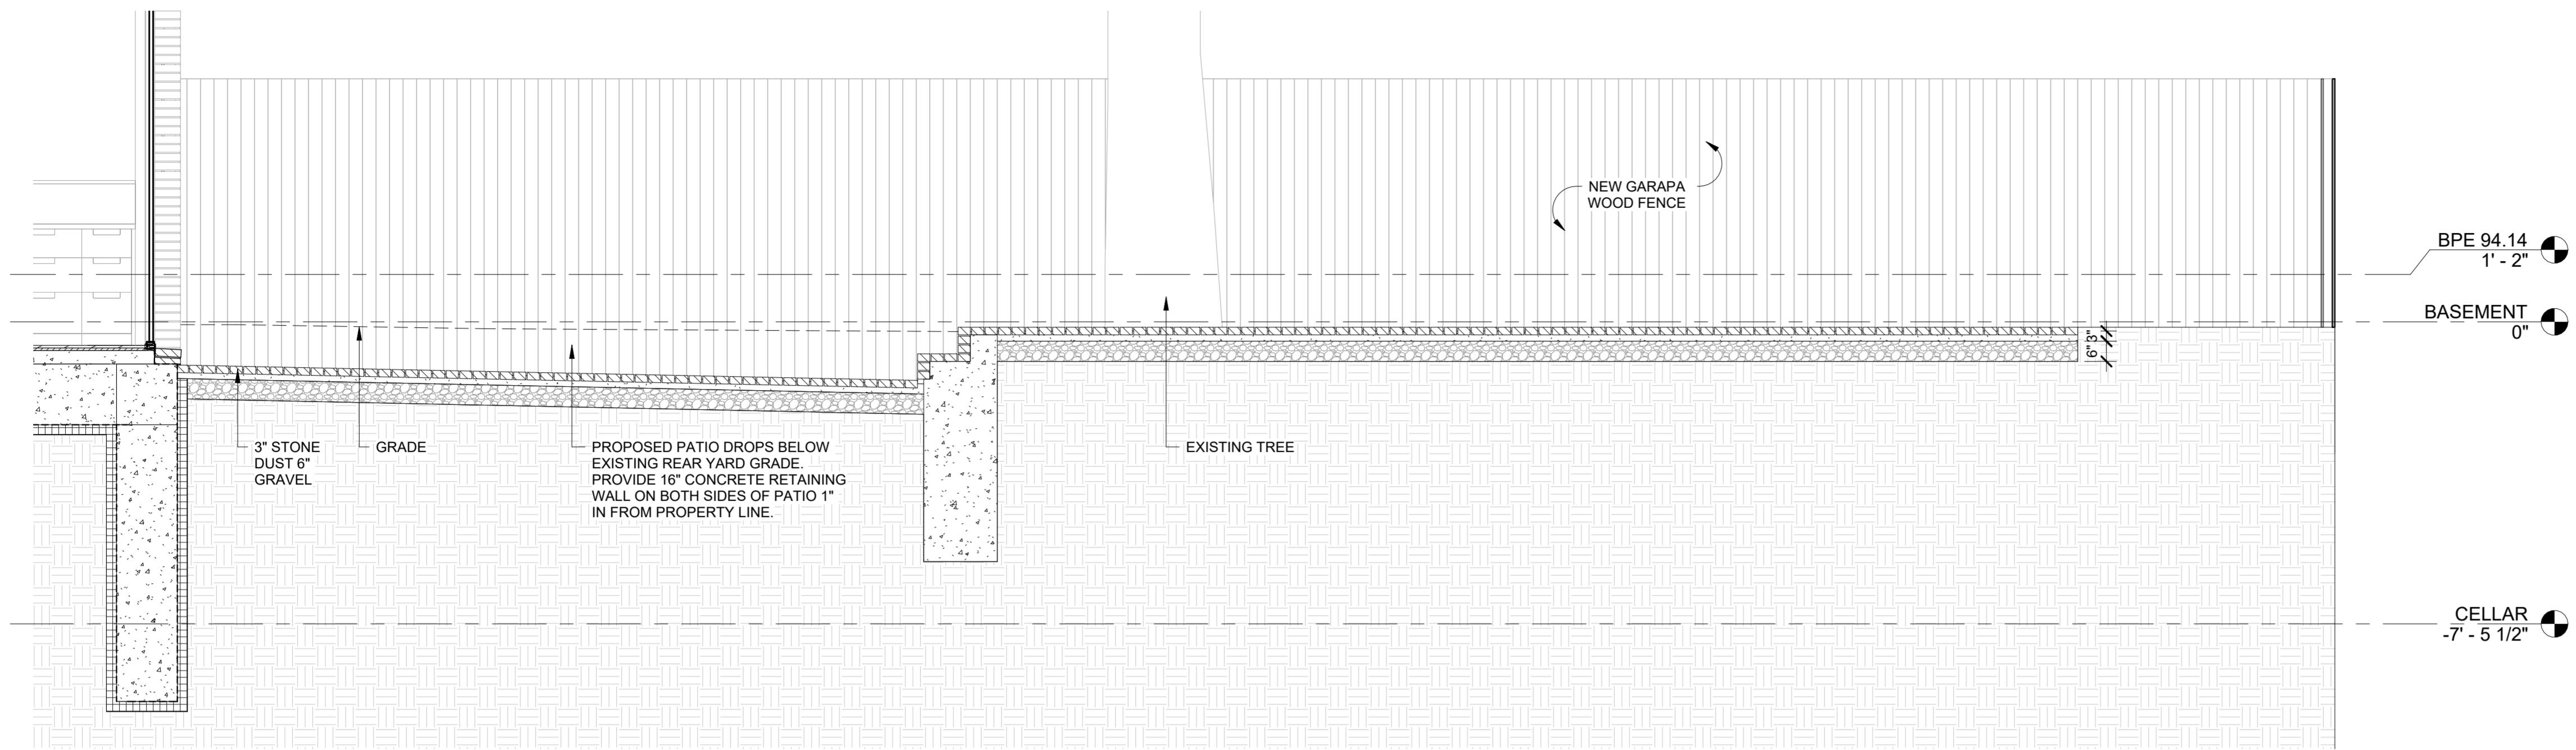 NEW GARAPA
WOOD FENCE
BPE 94.14
1' - 2"
BASEMENT
0"
6" 3"
3" STONE
DUST 6"
GRAVEL
GRADE
PROPOSED PATIO DROPS BELOW
EXISTING REAR YARD GRADE.
PROVIDE 16" CONCRETE RETAINING
WALL ON BOTH SIDES OF PATIO 1"
IN FROM PROPERTY LINE.
EXISTING TREE
CELLAR
-7' - 5 1/2"